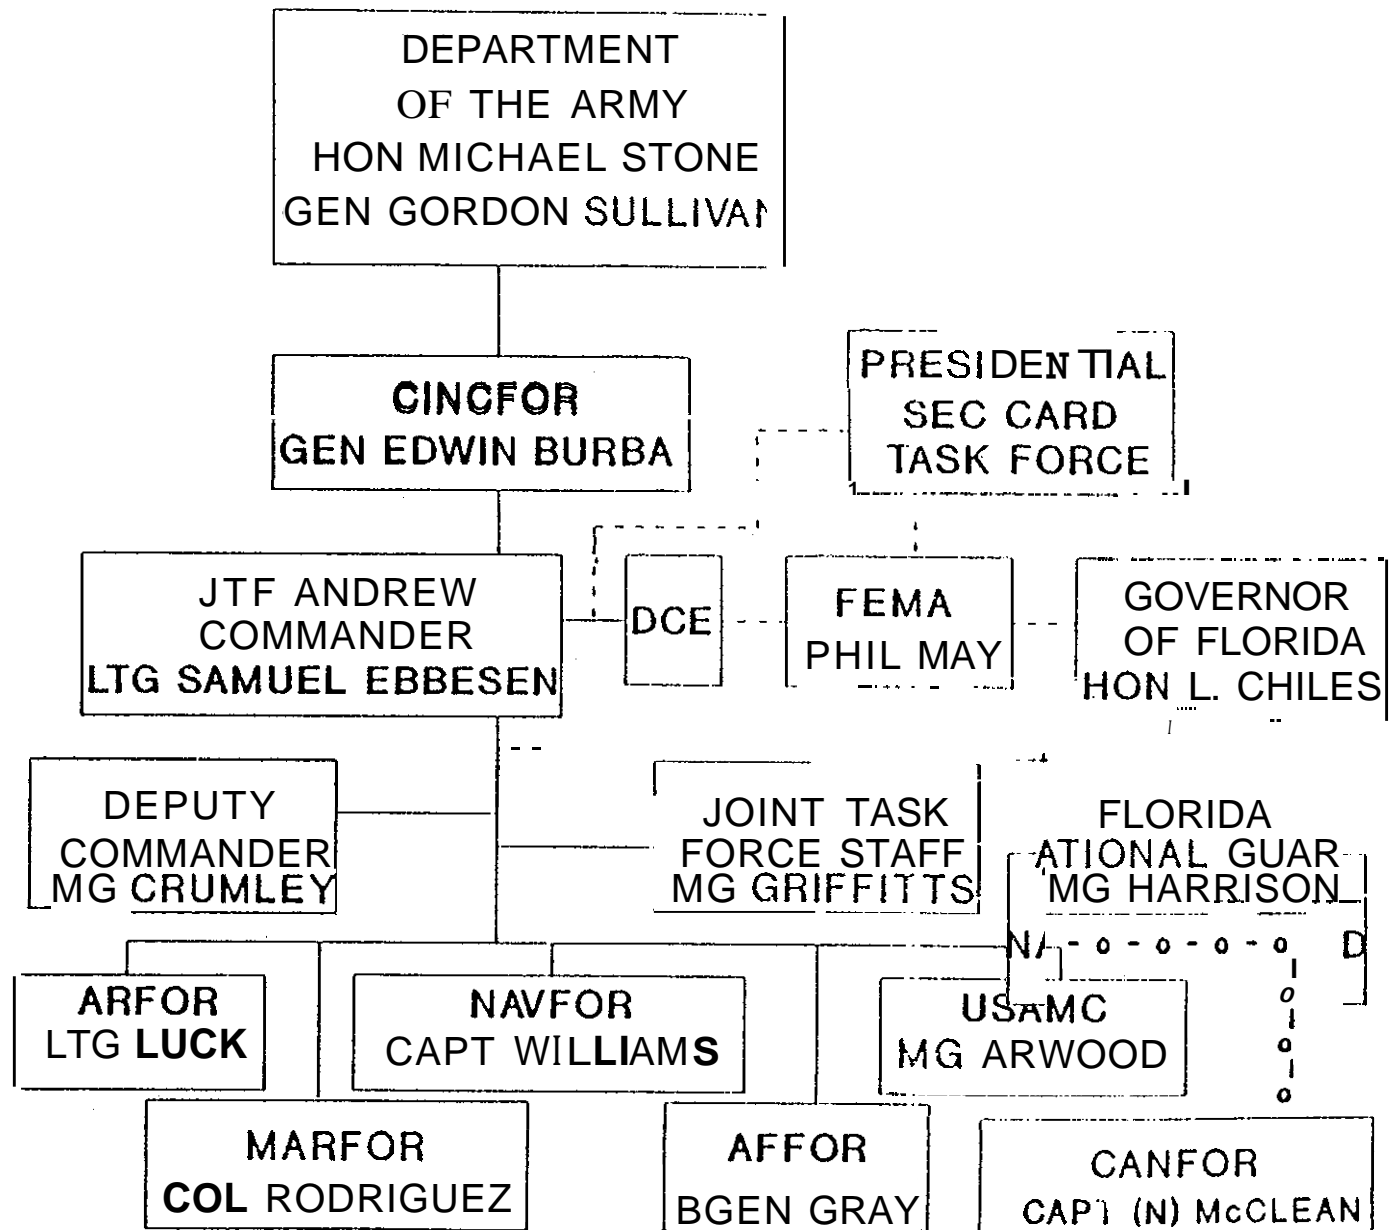 DEPARTMENT
OF THE ARMY
HON MICHAEL STONE
GEN GORDON SULLIVAN
CINCFOR
GEN EDWIN BURBA
PRESIDENTIAL
SEC CARD
TASK FORCE
JTF ANDREW
COMMANDER
LTG SAMUEL EBBESEN
DCE
FEMA
PHIL MAY
GOVERNOR
OF FLORIDA
HON L. CHILES
DEPUTY
COMMANDER
MG CRUMLEY
JOINT TASK
FORCE STAFF
MG GRIFFITTS
FLORIDA
NATIONAL GUARD
MG HARRISON
ARFOR
LTG LUCK
NAVFOR
CAPT WILLIAMS
USAMC
MG ARWOOD
MARFOR
COL RODRIGUEZ
AFFOR
BGEN GRAY
CANFOR
CAPT (N) McCLEAN